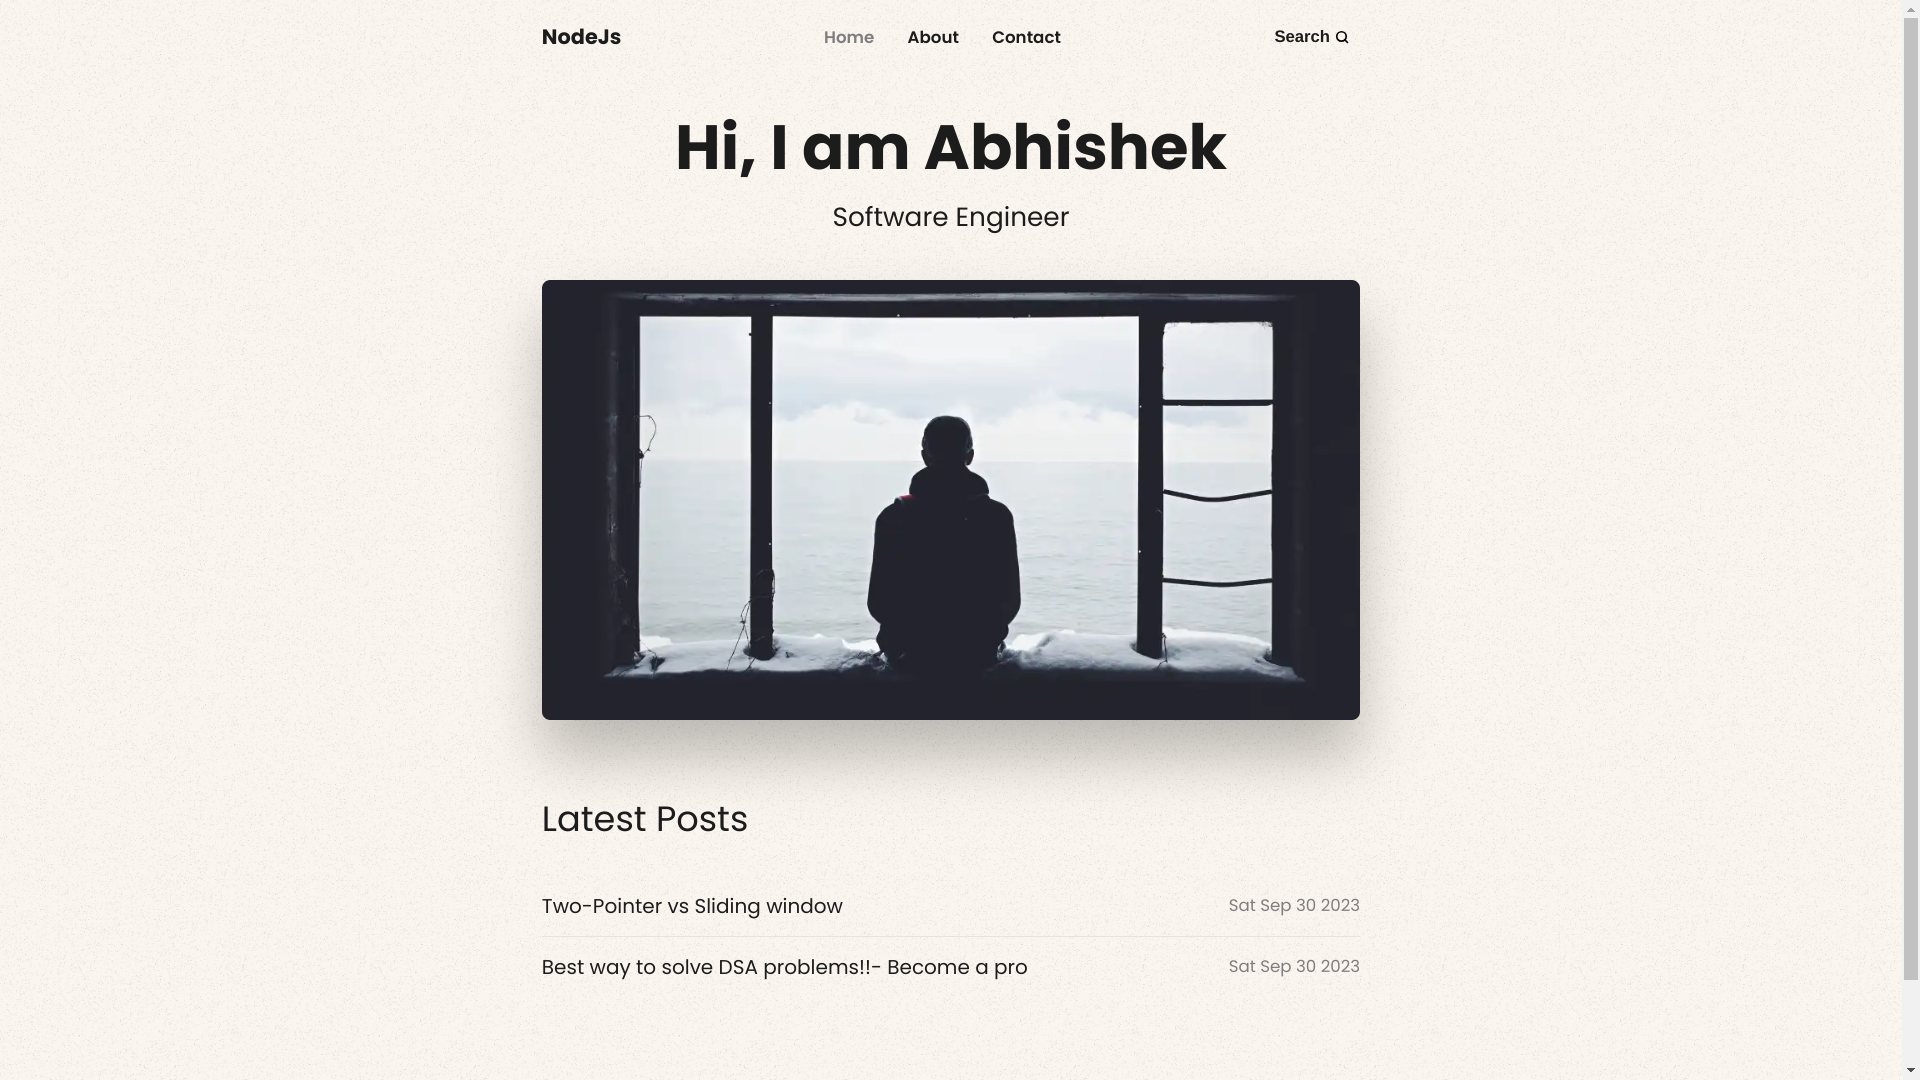 NodeJs
Home About Contact
Search
Hi, I am Abhishek
Software Engineer
Latest Posts
Two-Pointer vs Sliding window Sat Sep 30 2023
Best way to solve DSA problems!!- Become a pro Sat Sep 30 2023